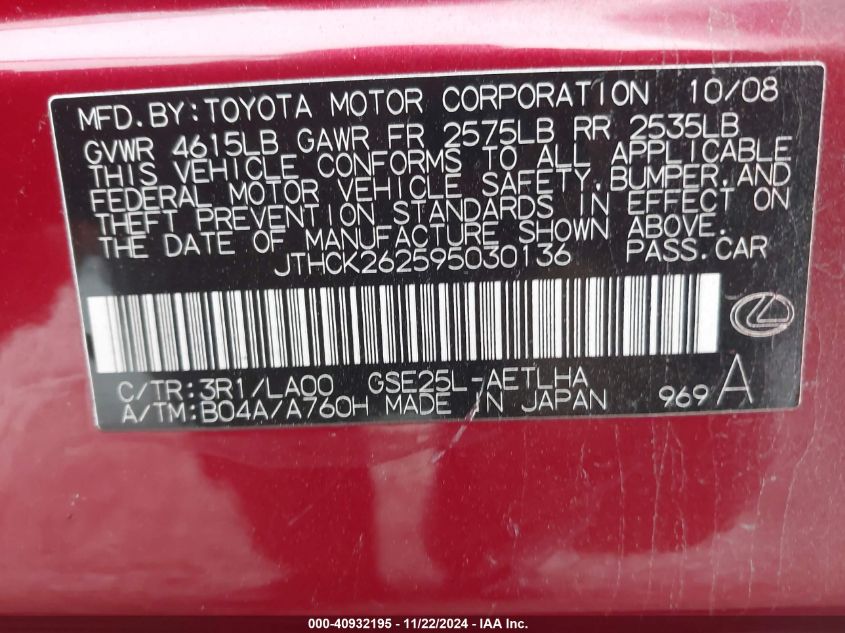 MFD. BY: TOYOTA MOTOR CORPORATION 10/08
GVWR 4615LB GAWR FR 2575LB RR 2535LB
THIS VEHICLE CONFORMS TO ALL APPLICABLE
FEDERAL MOTOR VEHICLE SAFETY, BUMPER, AND
THEFT PREVENTION STANDARDS IN EFFECT ON
THE DATE OF MANUFACTURE SHOWN ABOVE.
JTHCK262595030136 PASS. CAR
C/TR: 3R1/LA00 GSE25L-AETLHA
A/TM: B04A/A760H MADE IN JAPAN 969 A
000-40932195 - 11/22/2024 - IAA Inc.